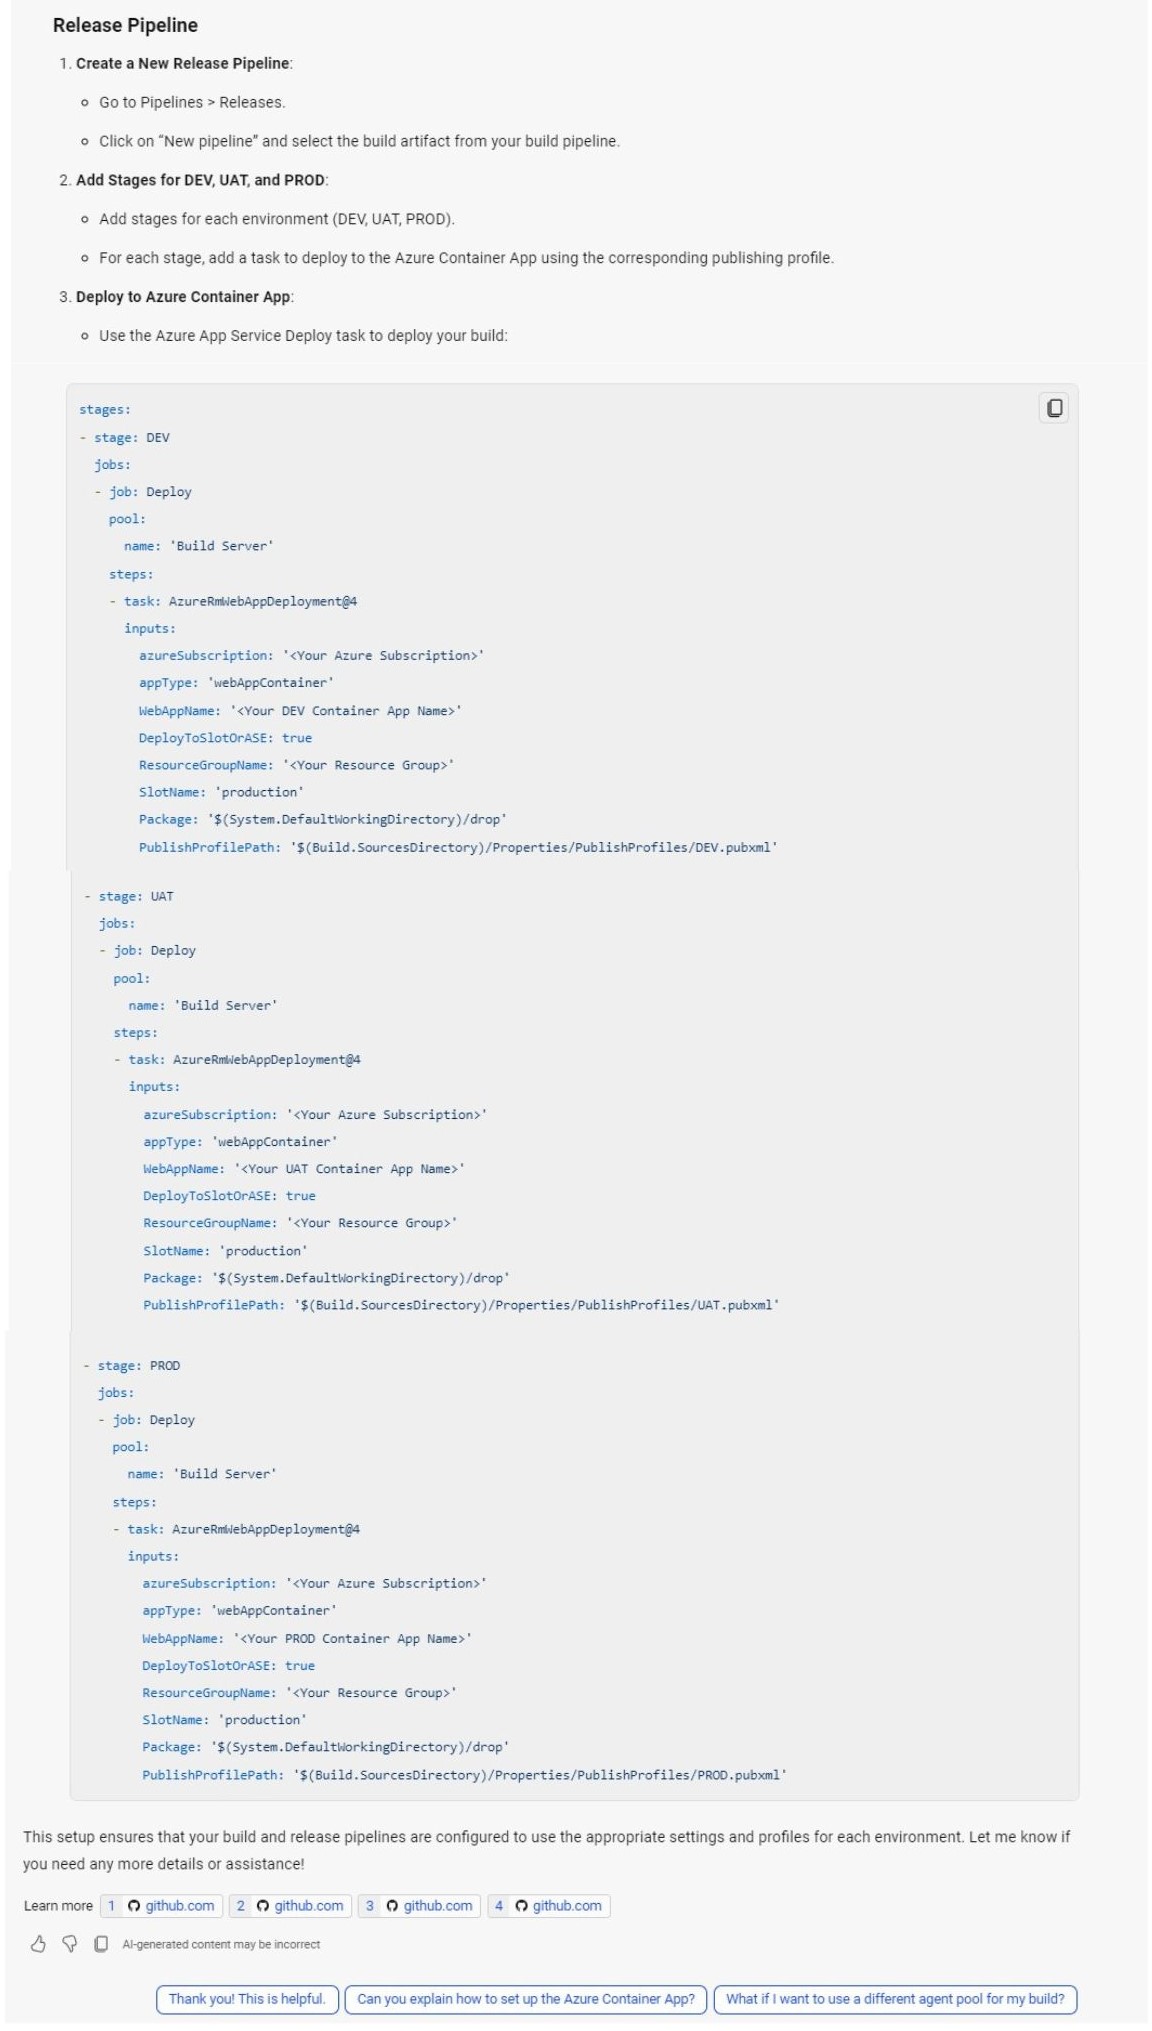 Release Pipeline
1. Create a New Release Pipeline:
Go to Pipelines > Releases.
Click on “New pipeline” and select the build artifact from your build pipeline.
2. Add Stages for DEV, UAT, and PROD:
Add stages for each environment (DEV, UAT, PROD).
For each stage, add a task to deploy to the Azure Container App using the corresponding publishing profile.
3. Deploy to Azure Container App:
Use the Azure App Service Deploy task to deploy your build:
stages:
- stage: DEV
  jobs:
  - job: Deploy
    pool:
      name: 'Build Server'
    steps:
    - task: AzureRmWebAppDeployment@4
      inputs:
        azureSubscription: '<Your Azure Subscription>'
        appType: 'webAppContainer'
        WebAppName: '<Your DEV Container App Name>'
        DeployToSlotOrASE: true
        ResourceGroupName: '<Your Resource Group>'
        SlotName: 'production'
        Package: '$(System.DefaultWorkingDirectory)/drop'
        PublishProfilePath: '$(Build.SourcesDirectory)/Properties/PublishProfiles/DEV.pubxml'
- stage: UAT
  jobs:
  - job: Deploy
    pool:
      name: 'Build Server'
    steps:
    - task: AzureRmWebAppDeployment@4
      inputs:
        azureSubscription: '<Your Azure Subscription>'
        appType: 'webAppContainer'
        WebAppName: '<Your UAT Container App Name>'
        DeployToSlotOrASE: true
        ResourceGroupName: '<Your Resource Group>'
        SlotName: 'production'
        Package: '$(System.DefaultWorkingDirectory)/drop'
        PublishProfilePath: '$(Build.SourcesDirectory)/Properties/PublishProfiles/UAT.pubxml'
- stage: PROD
  jobs:
  - job: Deploy
    pool:
      name: 'Build Server'
    steps:
    - task: AzureRmWebAppDeployment@4
      inputs:
        azureSubscription: '<Your Azure Subscription>'
        appType: 'webAppContainer'
        WebAppName: '<Your PROD Container App Name>'
        DeployToSlotOrASE: true
        ResourceGroupName: '<Your Resource Group>'
        SlotName: 'production'
        Package: '$(System.DefaultWorkingDirectory)/drop'
        PublishProfilePath: '$(Build.SourcesDirectory)/Properties/PublishProfiles/PROD.pubxml'
This setup ensures that your build and release pipelines are configured to use the appropriate settings and profiles for each environment. Let me know if
you need any more details or assistance!
Learn more 1 github.com 2 github.com 3 github.com 4 github.com
AI-generated content may be incorrect
Thank you! This is helpful. Can you explain how to set up the Azure Container App? What if I want to use a different agent pool for my build?